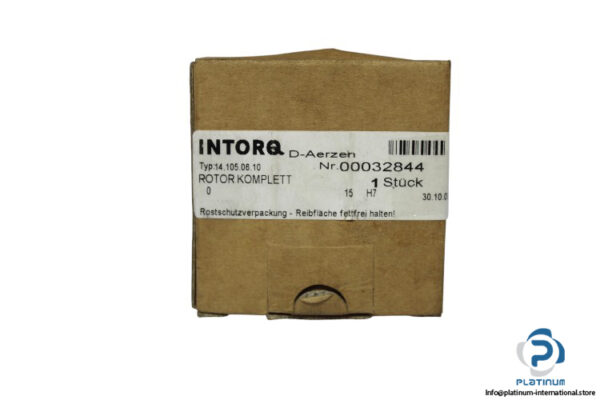 INTORQ D-Aerzen
Typ:14.105.06.10 Nr.00032844
ROTOR KOMPLETT 1 Stück
0 15 H7 30.10.0
Rostschutzverpackung - Reibfläche fettfrei halten!
PLATINUM
Info@platinum-international.store